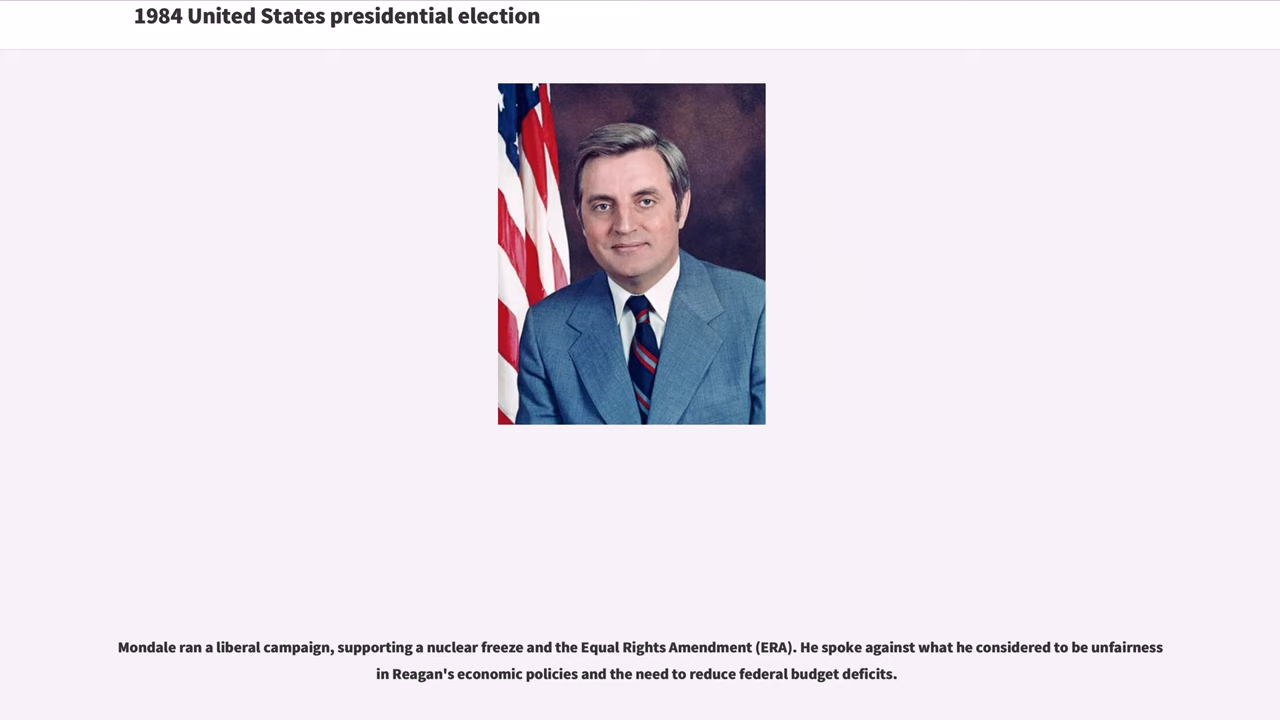 1984 United States presidential election
Mondale ran a liberal campaign, supporting a nuclear freeze and the Equal Rights Amendment (ERA). He spoke against what he considered to be unfairness
in Reagan's economic policies and the need to reduce federal budget deficits.